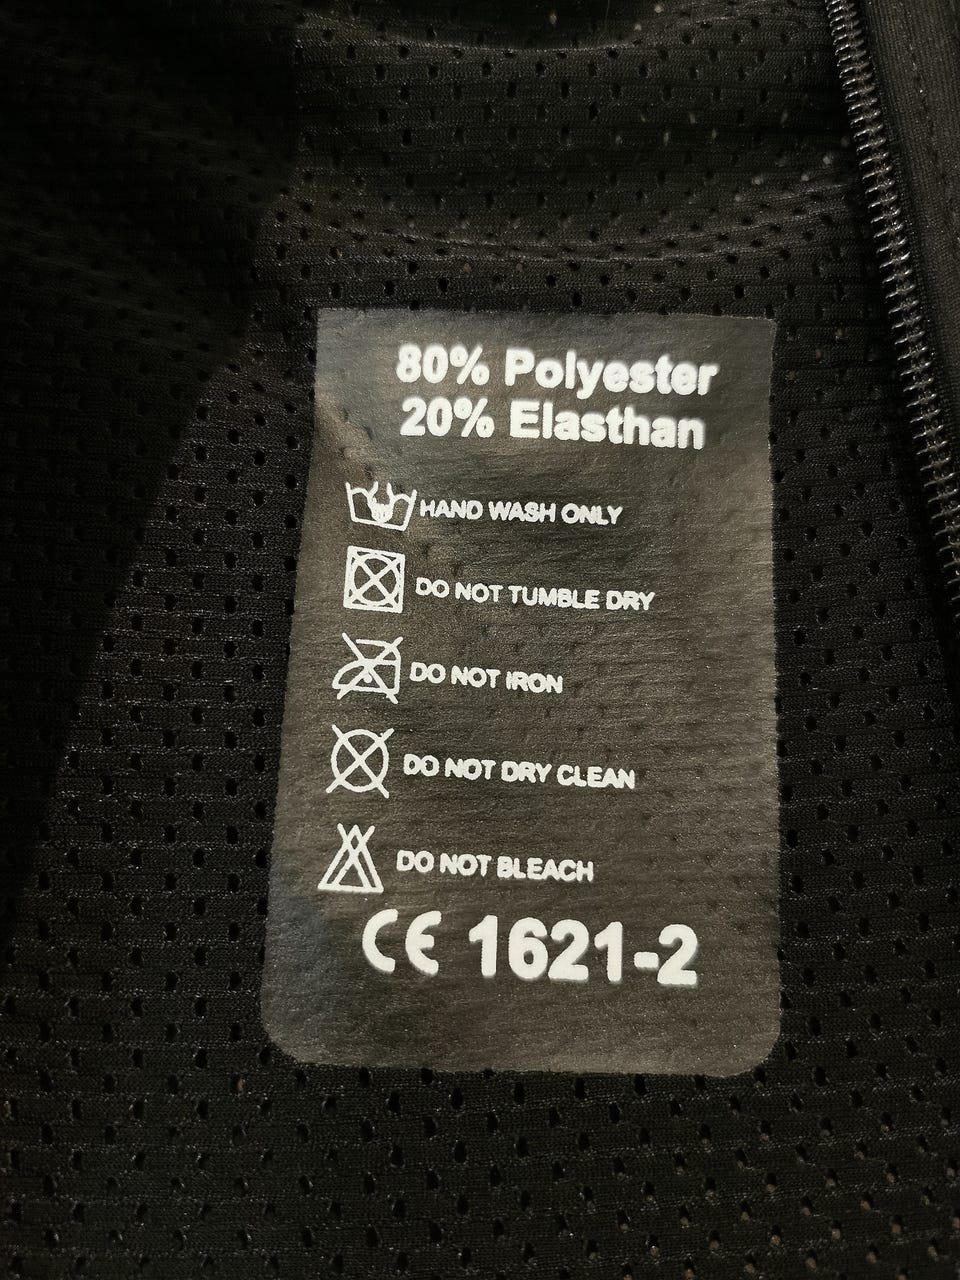 80% Polyester
20% Elasthan
HAND WASH ONLY
DO NOT TUMBLE DRY
DO NOT IRON
DO NOT DRY CLEAN
DO NOT BLEACH
CE 1621-2